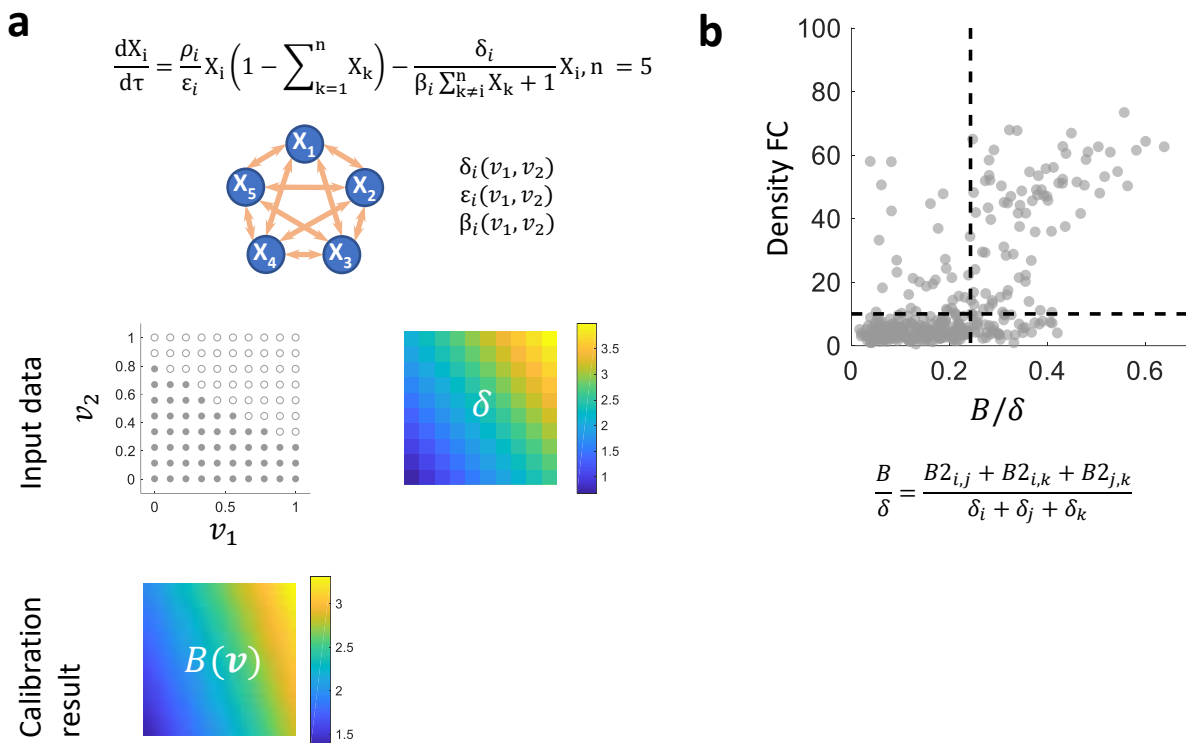 a
dX_i/dτ = ρ_i/ε_i X_i (1 − ∑_{k=1}^{n} X_k) − δ_i/(β_i ∑_{k≠i}^{n} X_k + 1) X_i, n = 5
X_1
X_2
X_3
X_4
X_5
δ_i(v_1, v_2)
ε_i(v_1, v_2)
β_i(v_1, v_2)
Input data
v_2
1
0.8
0.6
0.4
0.2
0
0
0.5
1
v_1
δ
3.5
3
2.5
2
1.5
1
Calibration
result
B(v)
3
2.5
2
1.5
b
Density FC
100
80
60
40
20
0
0
0.2
0.4
0.6
B/δ
B/δ = (B2_{i,j} + B2_{i,k} + B2_{j,k})/(δ_i + δ_j + δ_k)